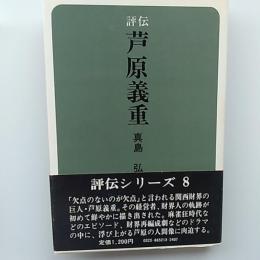 評伝
芦原義重
真島 弘
評伝シリーズ 8
「欠点のないのが欠点」と言われる関西財界の
巨人・芦原義重。その経営者、財界人の軌跡が
初めて鮮やかに描き出された。麻雀狂時代な
どのエピソード、財界再編成劇などのドラマ
の中に、浮び上がる芦原の人間像に肉迫する。
定価1,200円 0323-865213-2407